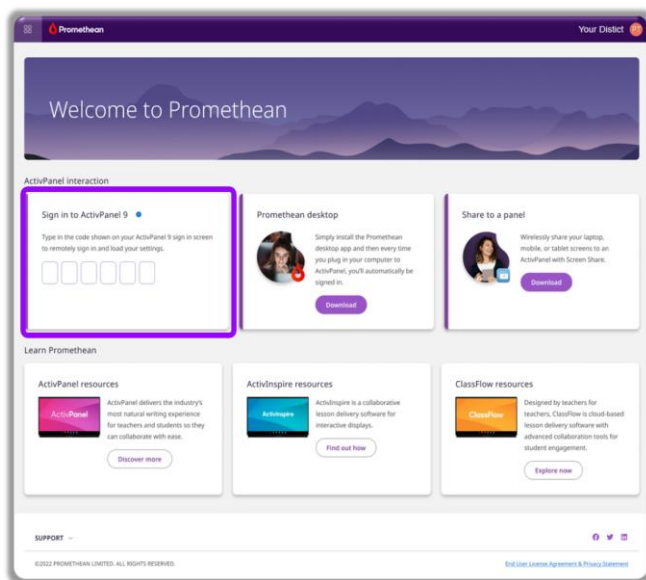 Promethean
Your Distict
PT
Welcome to Promethean
ActivPanel interaction
Sign in to ActivPanel 9
Type in the code shown on your ActivPanel 9 sign in screen
to remotely sign in and load your settings.
Promethean desktop
Simply install the Promethean
desktop app and then every time
you plug in your computer to
ActivPanel, you'll automatically be
signed in.
Download
Share to a panel
Wirelessly share your laptop,
mobile, or tablet screens to an
ActivPanel with Screen Share.
Download
Learn Promethean
ActivPanel resources
ActivPanel
ActivPanel delivers the industry's
most natural writing experience
for teachers and students so they
can collaborate with ease.
Discover more
ActivInspire resources
ActivInspire
ActivInspire is a collaborative
lesson delivery software for
interactive displays.
Find out how
ClassFlow resources
ClassFlow
Designed by teachers for
teachers, ClassFlow is cloud-based
lesson delivery software with
advanced collaboration tools for
student engagement.
Explore now
SUPPORT
©2022 PROMETHEAN LIMITED. ALL RIGHTS RESERVED.
End User License Agreement & Privacy Statement